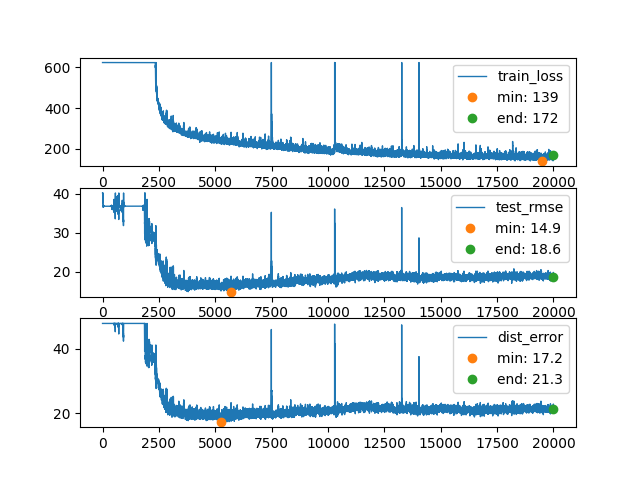 600
400
200
train_loss
min: 139
end: 172
0 2500 5000 7500 10000 12500 15000 17500 20000
40
30
20
test_rmse
min: 14.9
end: 18.6
0 2500 5000 7500 10000 12500 15000 17500 20000
40
20
dist_error
min: 17.2
end: 21.3
0 2500 5000 7500 10000 12500 15000 17500 20000